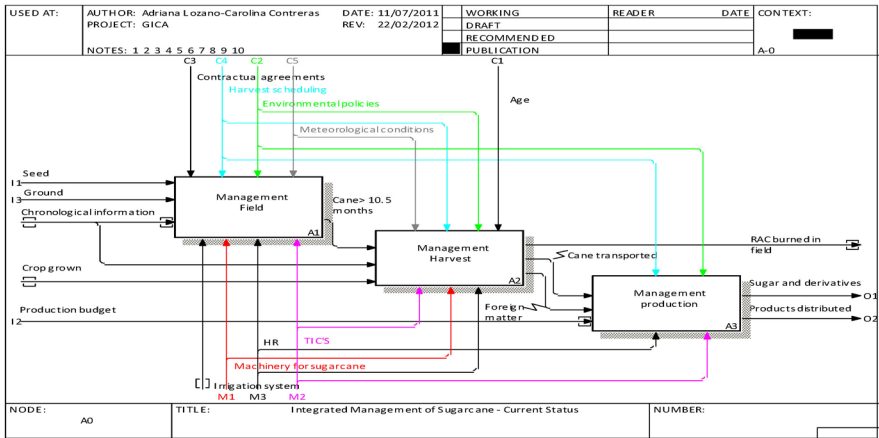 USED AT:
AUTHOR: Adriana Lozano-Carolina Contreras
DATE: 11/07/2011
PROJECT: GICA
REV: 22/02/2012
NOTES: 1 2 3 4 5 6 7 8 9 10
WORKING
DRAFT
RECOMMENDED
PUBLICATION
READER
DATE
CONTEXT:
A-0
C3
C4
C2
C5
C1
Contractual agreements
Harvest scheduling
Environmental policies
Meteorological conditions
Age
I1
Seed
I3
Ground
Chronological information
Management
Field
A1
Cane> 10.5
months
Crop grown
Management
Harvest
A2
Cane transported
RAC burned in
field
Production budget
I2
Foreign
matter
Management
production
A3
Sugar and derivatives
O1
Products distributed
O2
HR
TIC'S
Machinery for sugarcane
Irrigation system
M1
M3
M2
NODE:
A0
TITLE:
Integrated Management of Sugarcane - Current Status
NUMBER: